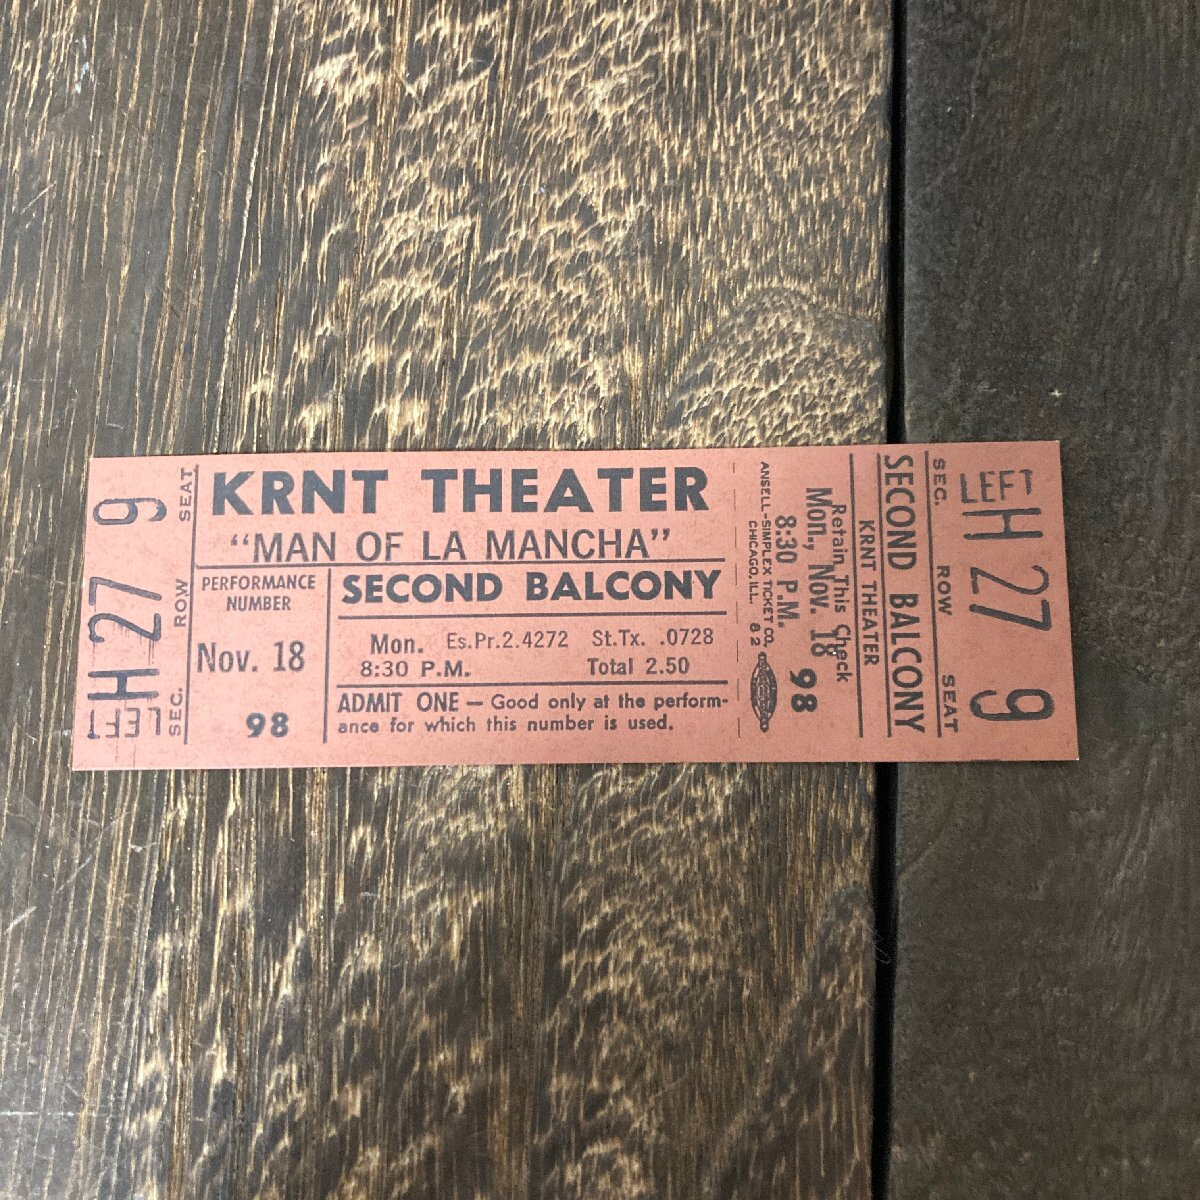 LEFT H 27 9
SEC. ROW SEAT
KRNT THEATER
"MAN OF LA MANCHA"
PERFORMANCE
NUMBER
Nov. 18
98
SECOND BALCONY
Mon. Es.Pr.2.4272 St.Tx. .0728
8:30 P.M. Total 2.50
ADMIT ONE — Good only at the perform-
ance for which this number is used.
ANSELL-SIMPLEX TICKET CO.
CHICAGO, ILL. 82
Retain This Check
Mon., Nov. 18
8:30 P.M. 98
KRNT THEATER
SECOND BALCONY
SEC. ROW SEAT
LEFT H 27 9